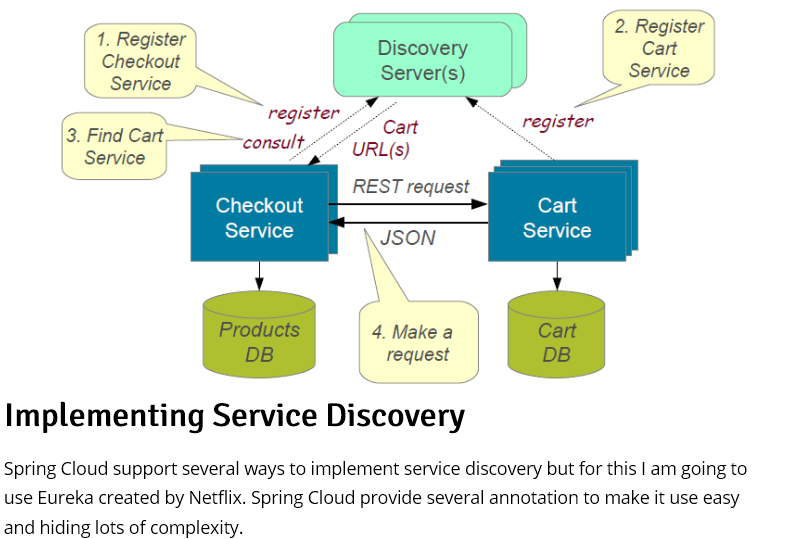 1. Register
Checkout
Service
Discovery
Server(s)
2. Register
Cart
Service
register
consult
Cart
URL(s)
register
3. Find Cart
Service
Checkout
Service
REST request
JSON
Cart
Service
Products
DB
4. Make a
request
Cart
DB
Implementing Service Discovery
Spring Cloud support several ways to implement service discovery but for this I am going to
use Eureka created by Netflix. Spring Cloud provide several annotation to make it use easy
and hiding lots of complexity.